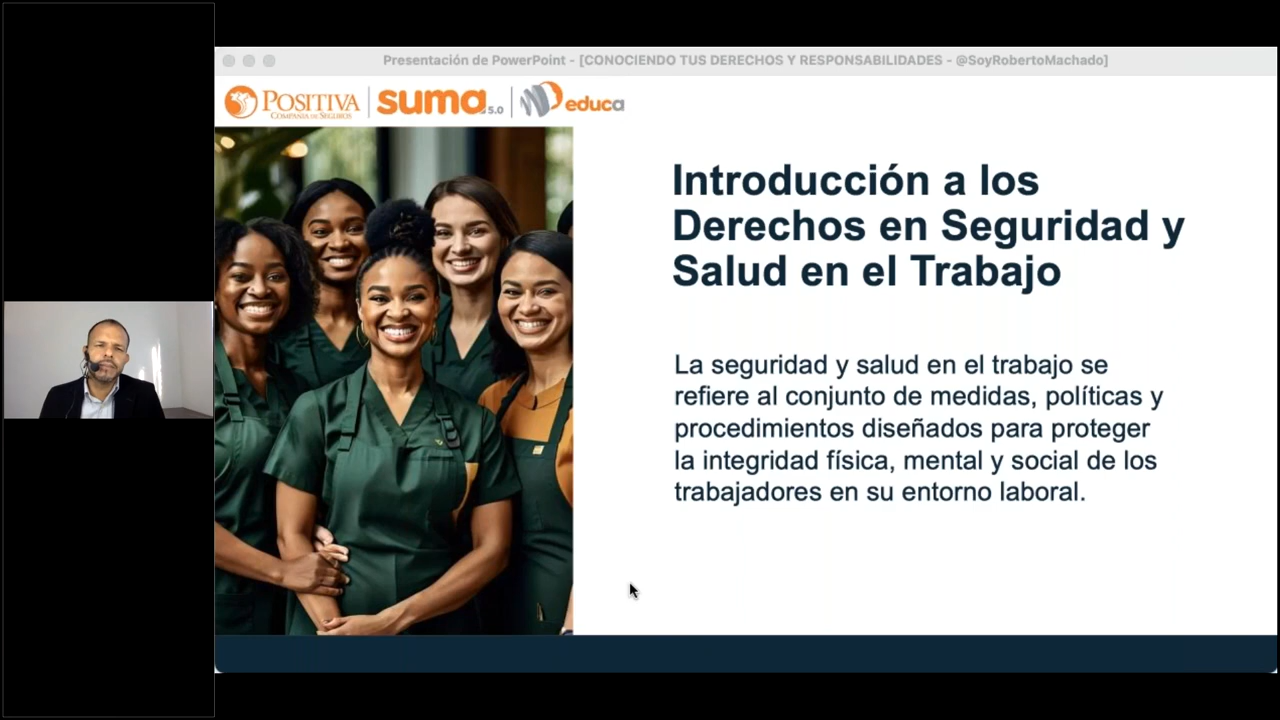 Presentación de PowerPoint - [CONOCIENDO TUS DERECHOS Y RESPONSABILIDADES - @SoyRobertoMachado]
POSITIVA
COMPAÑÍA DE SEGUROS
suma 5.0
educa
Introducción a los
Derechos en Seguridad y
Salud en el Trabajo
La seguridad y salud en el trabajo se
refiere al conjunto de medidas, políticas y
procedimientos diseñados para proteger
la integridad física, mental y social de los
trabajadores en su entorno laboral.